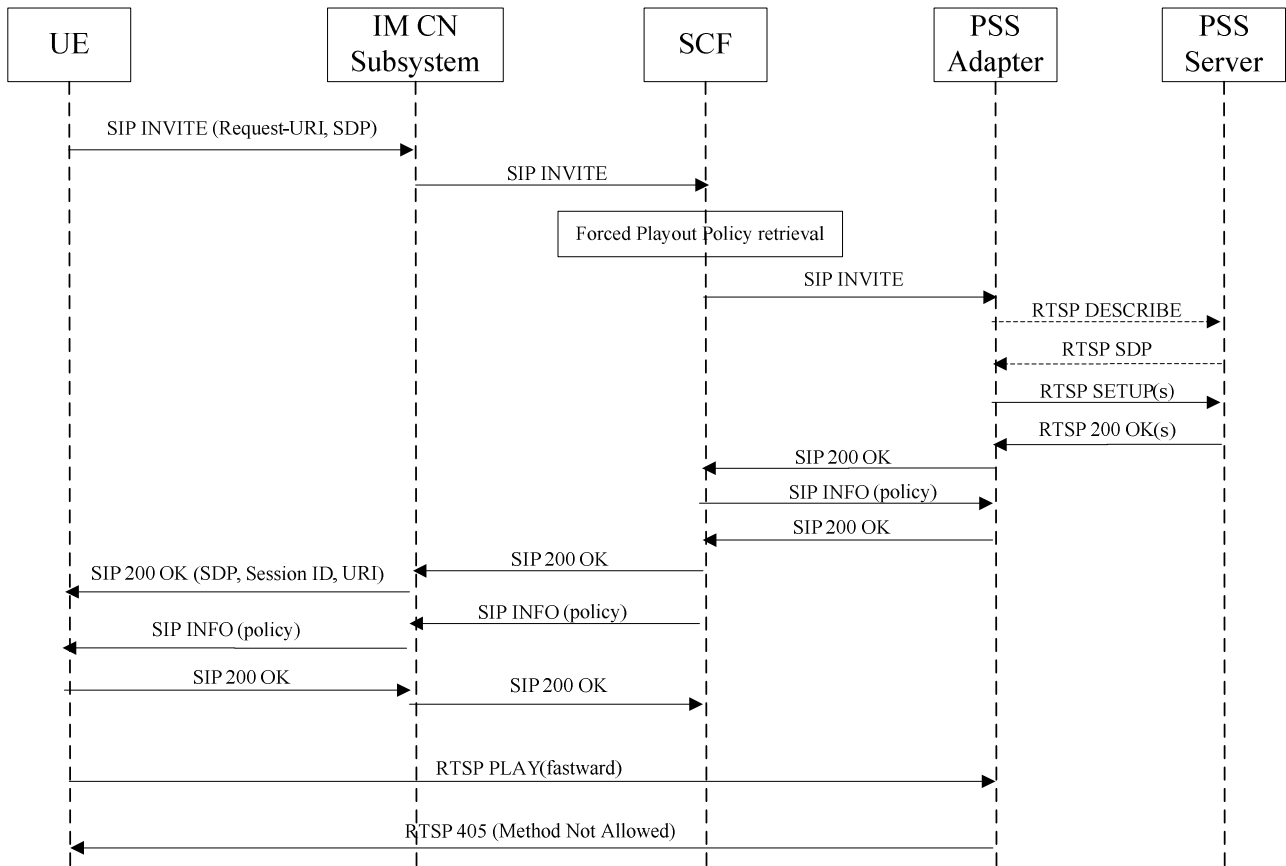 UE
IM CN
Subsystem
SCF
PSS
Adapter
PSS
Server
SIP INVITE (Request-URI, SDP)
SIP INVITE
Forced Playout Policy retrieval
SIP INVITE
RTSP DESCRIBE
RTSP SDP
RTSP SETUP(s)
RTSP 200 OK(s)
SIP 200 OK
SIP INFO (policy)
SIP 200 OK
SIP 200 OK
SIP 200 OK (SDP, Session ID, URI)
SIP INFO (policy)
SIP INFO (policy)
SIP 200 OK
SIP 200 OK
RTSP PLAY(fastward)
RTSP 405 (Method Not Allowed)